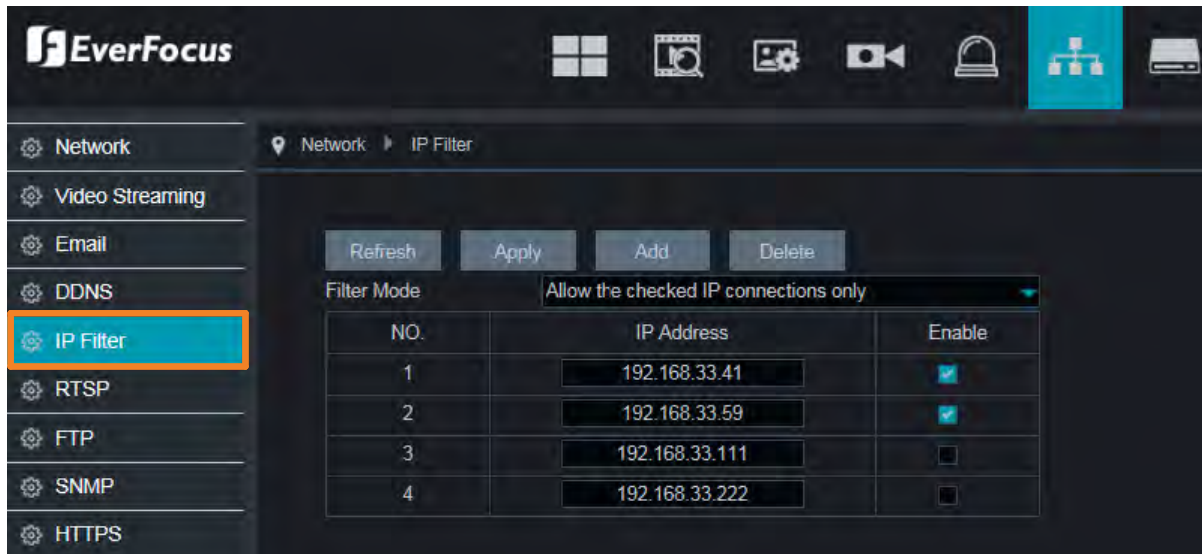 EverFocus
Network
Video Streaming
Email
DDNS
IP Filter
RTSP
FTP
SNMP
HTTPS
Network IP Filter
Refresh Apply Add Delete
Filter Mode Allow the checked IP connections only
NO. IP Address Enable
1 192.168.33.41
2 192.168.33.59
3 192.168.33.111
4 192.168.33.222